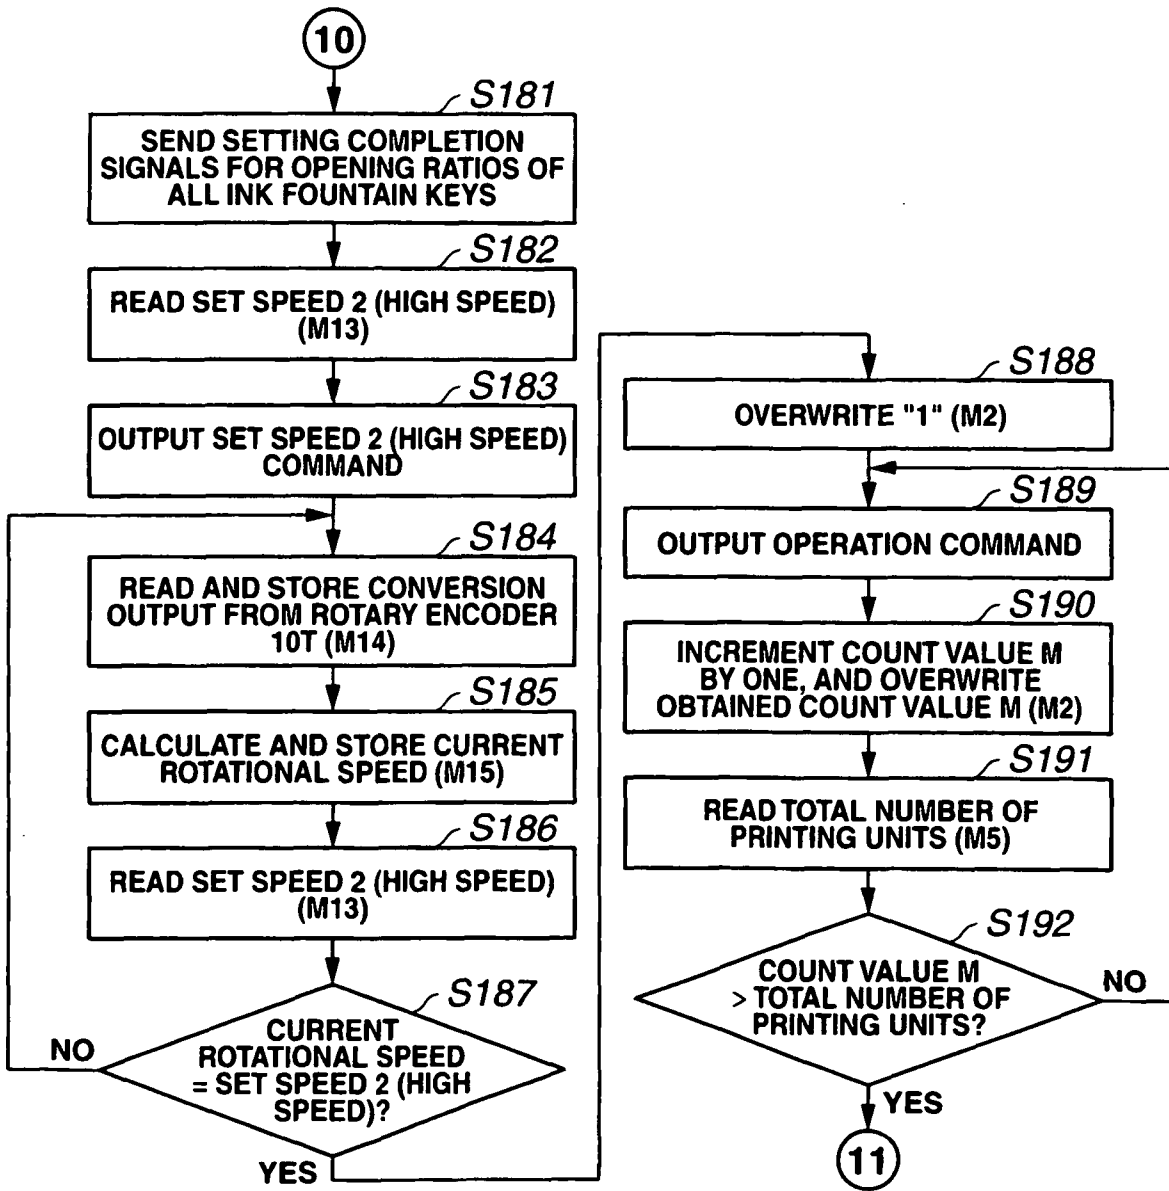 10
S181
SEND SETTING COMPLETION
SIGNALS FOR OPENING RATIOS OF
ALL INK FOUNTAIN KEYS
S182
READ SET SPEED 2 (HIGH SPEED)
(M13)
S183
OUTPUT SET SPEED 2 (HIGH SPEED)
COMMAND
S184
READ AND STORE CONVERSION
OUTPUT FROM ROTARY ENCODER
10T (M14)
S185
CALCULATE AND STORE CURRENT
ROTATIONAL SPEED (M15)
S186
READ SET SPEED 2 (HIGH SPEED)
(M13)
S187
CURRENT
ROTATIONAL SPEED
= SET SPEED 2 (HIGH
SPEED)?
NO
YES
S188
OVERWRITE "1" (M2)
S189
OUTPUT OPERATION COMMAND
S190
INCREMENT COUNT VALUE M
BY ONE, AND OVERWRITE
OBTAINED COUNT VALUE M (M2)
S191
READ TOTAL NUMBER OF
PRINTING UNITS (M5)
S192
COUNT VALUE M
> TOTAL NUMBER OF
PRINTING UNITS?
NO
YES
11